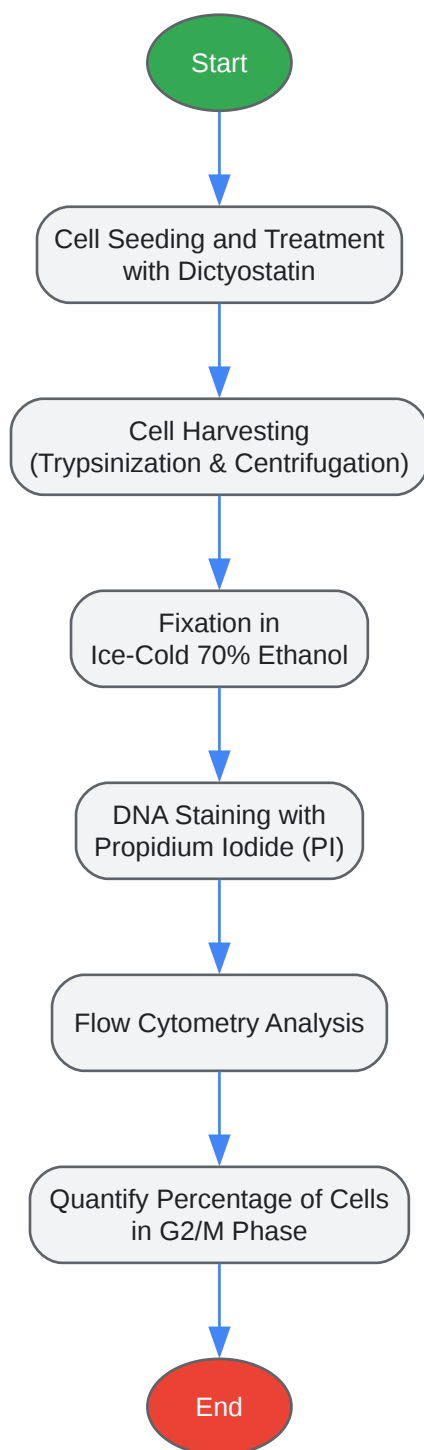 Start
Cell Seeding and Treatment
with Dictyostatin
Cell Harvesting
(Trypsinization & Centrifugation)
Fixation in
Ice-Cold 70% Ethanol
DNA Staining with
Propidium Iodide (PI)
Flow Cytometry Analysis
Quantify Percentage of Cells
in G2/M Phase
End